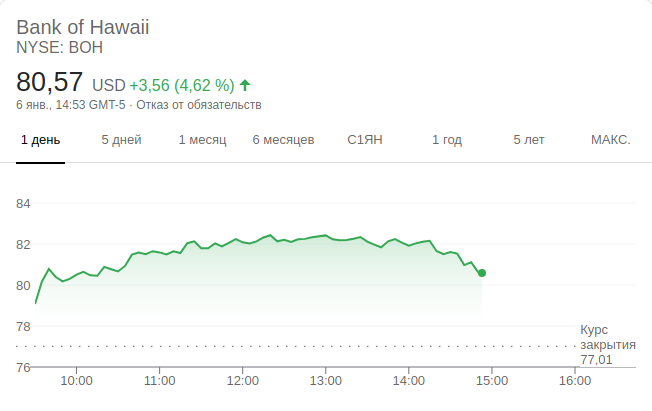 Bank of Hawaii
NYSE: BOH
80,57 USD +3,56 (4,62 %)
6 янв., 14:53 GMT-5 · Отказ от обязательств
1 день 5 дней 1 месяц 6 месяцев С1ЯН 1 год 5 лет МАКС.
84
82
80
78
76
Курс
закрытия
77,01
10:00 11:00 12:00 13:00 14:00 15:00 16:00